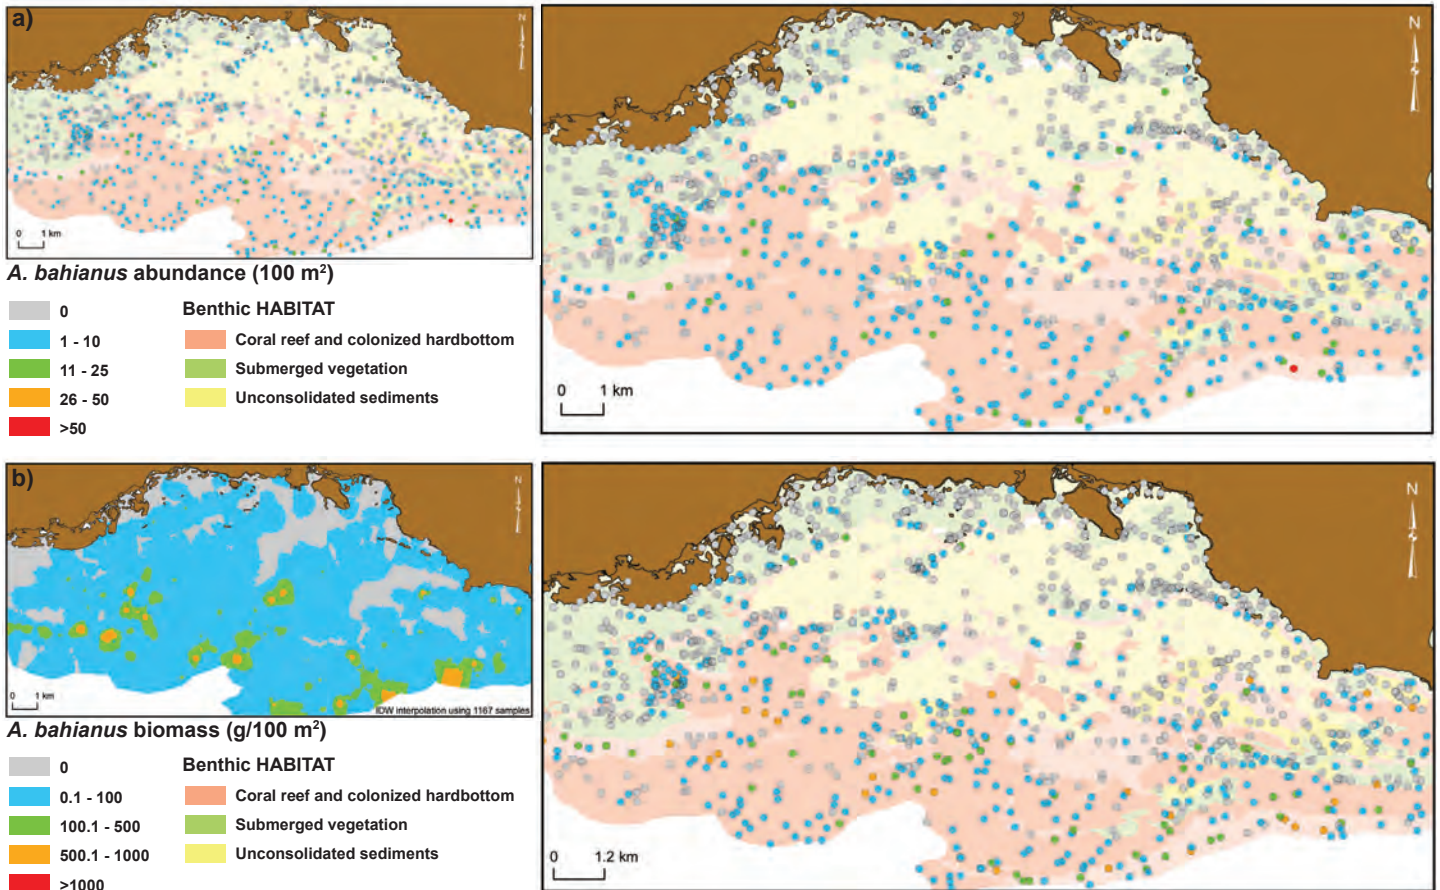 a)
N
0 1 km
N
0 1 km
A. bahianus abundance (100 m²)
0
1 - 10
11 - 25
26 - 50
>50
Benthic HABITAT
Coral reef and colonized hardbottom
Submerged vegetation
Unconsolidated sediments
b)
N
0 1 km
IDW interpolation using 1167 samples
N
0 1.2 km
A. bahianus biomass (g/100 m²)
0
0.1 - 100
100.1 - 500
500.1 - 1000
>1000
Benthic HABITAT
Coral reef and colonized hardbottom
Submerged vegetation
Unconsolidated sediments